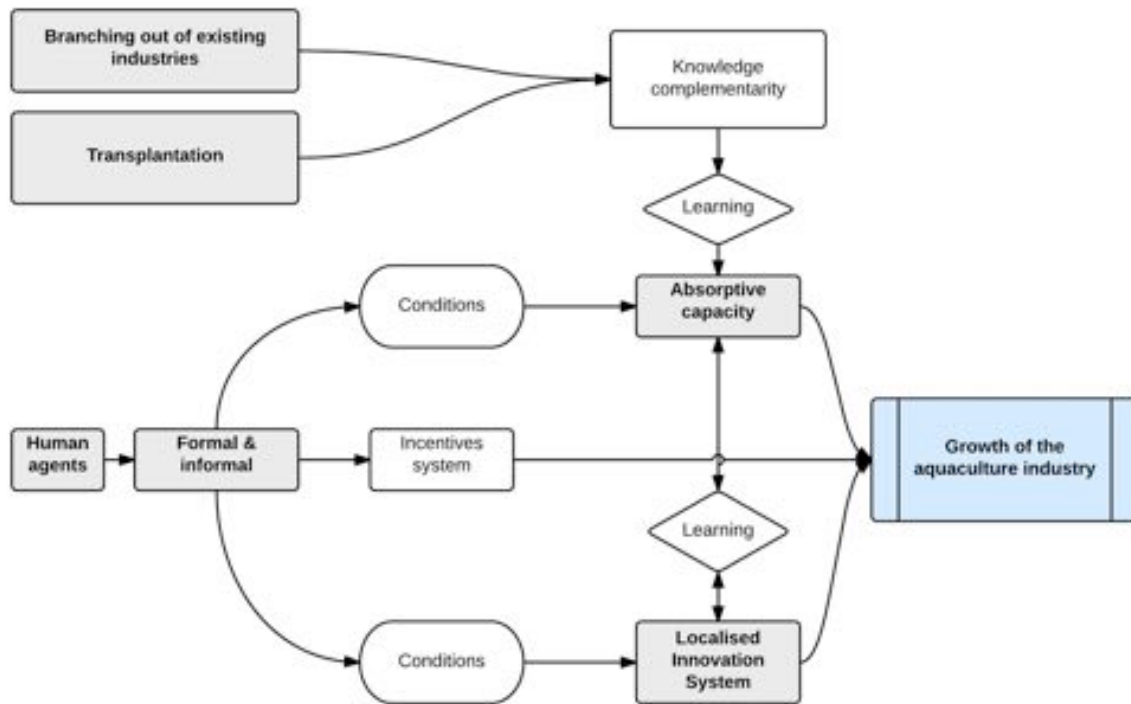 Branching out of existing
industries
Knowledge
complementarity
Transplantation
Learning
Conditions
Absorptive
capacity
Human
agents
Formal &
informal
Incentives
system
Growth of the
aquaculture industry
Learning
Conditions
Localised
Innovation
System